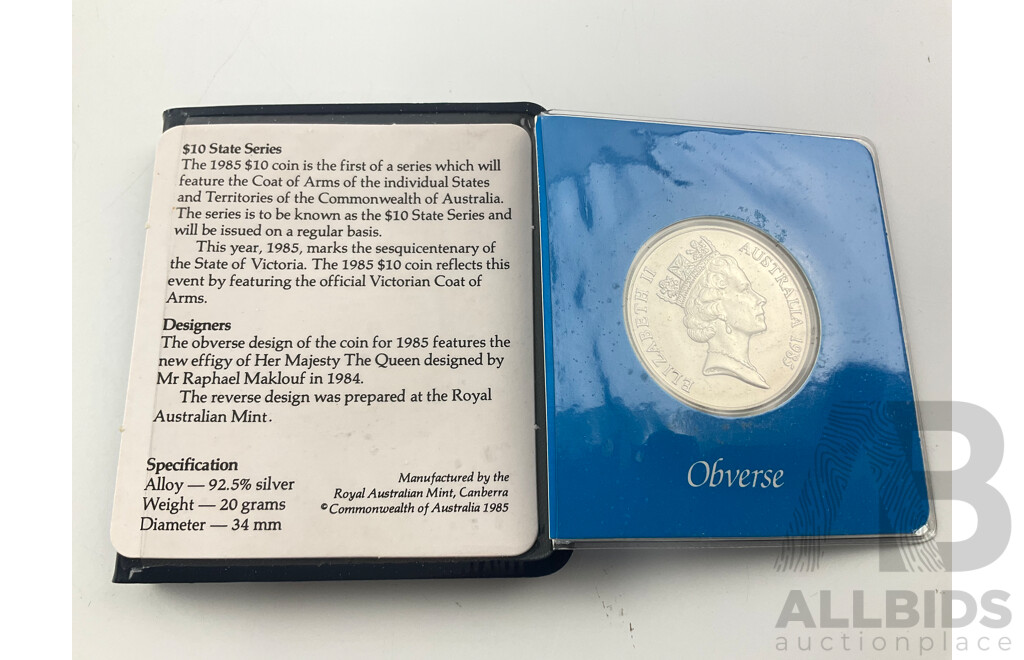 $10 State Series
The 1985 $10 coin is the first of a series which will
feature the Coat of Arms of the individual States
and Territories of the Commonwealth of Australia.
The series is to be known as the $10 State Series and
will be issued on a regular basis.
This year, 1985, marks the sesquicentenary of
the State of Victoria. The 1985 $10 coin reflects this
event by featuring the official Victorian Coat of
Arms.
Designers
The obverse design of the coin for 1985 features the
new effigy of Her Majesty The Queen designed by
Mr Raphael Maklouf in 1984.
The reverse design was prepared at the Royal
Australian Mint.
Specification
Alloy — 92.5% silver
Weight — 20 grams
Diameter — 34 mm
Manufactured by the
Royal Australian Mint, Canberra
©Commonwealth of Australia 1985
ELIZABETH II
AUSTRALIA 1985
Obverse
AB
ALLBIDS
auctionplace